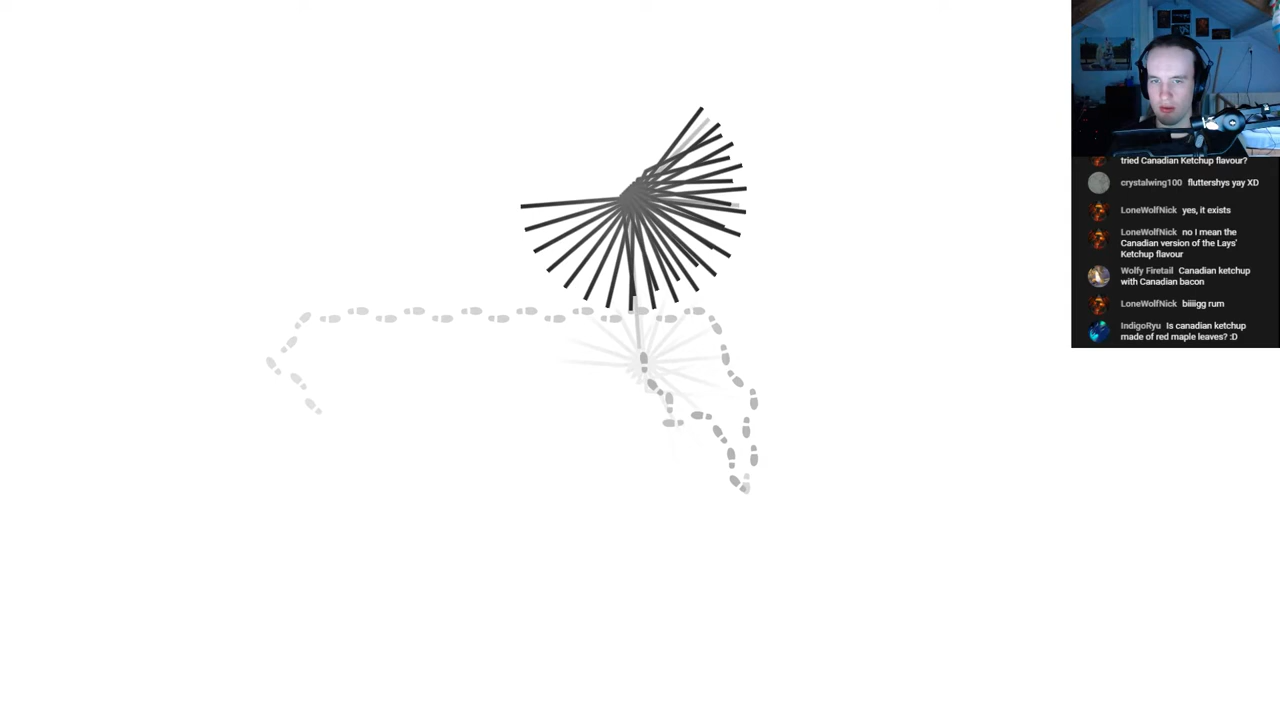 tried Canadian Ketchup flavour?
crystalwing100 fluttershys yay XD
LoneWolfNick yes, it exists
LoneWolfNick no I mean the
Canadian version of the Lays'
Ketchup flavour
Wolfy Firetail Canadian ketchup
with Canadian bacon
LoneWolfNick biiiigg rum
IndigoRyu Is canadian ketchup
made of red maple leaves? :D